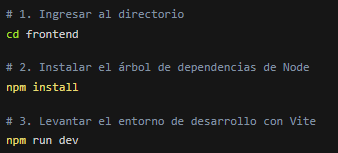 # 1. Ingresar al directorio
cd frontend
# 2. Instalar el árbol de dependencias de Node
npm install
# 3. Levantar el entorno de desarrollo con Vite
npm run dev